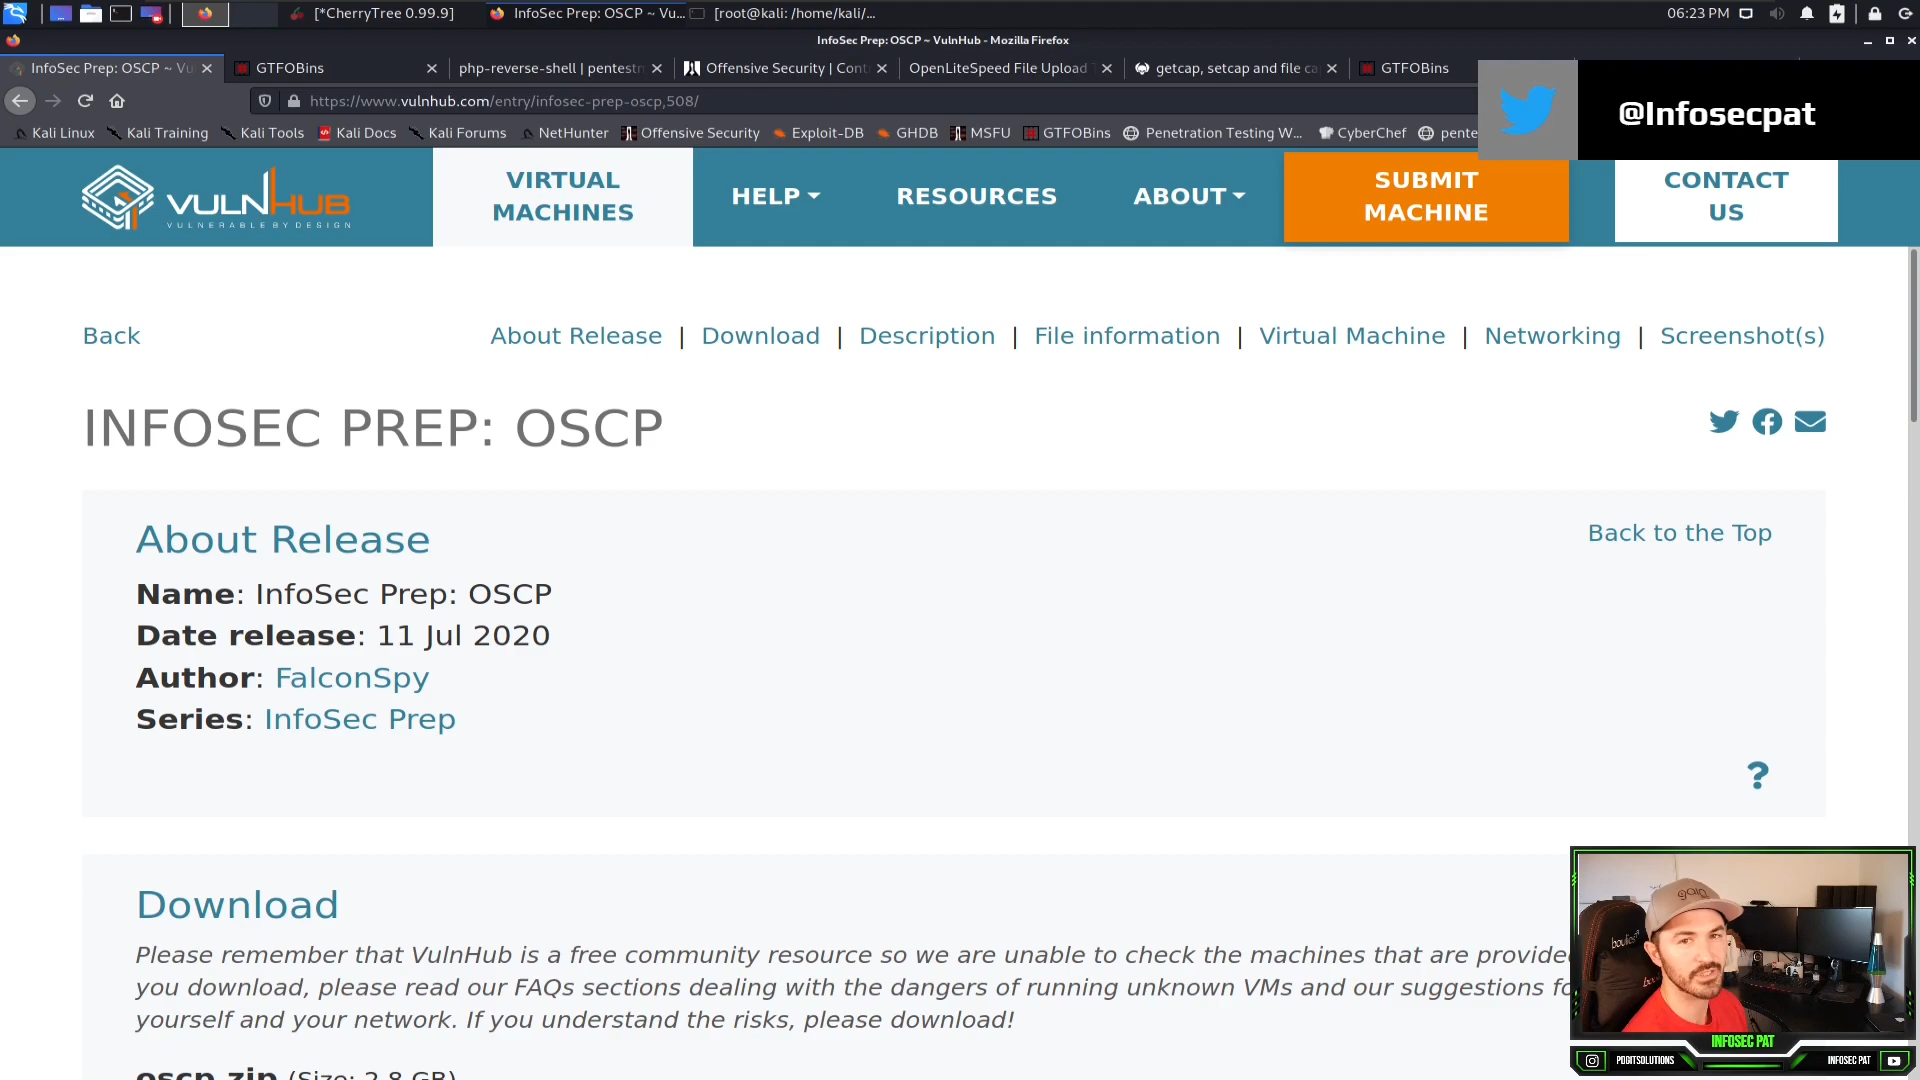 [*CherryTree 0.99.9]
InfoSec Prep: OSCP ~ Vu...
[root@kali: /home/kali/...
06:23 PM
InfoSec Prep: OSCP ~ VulnHub - Mozilla Firefox
InfoSec Prep: OSCP ~ Vu
GTFOBins
php-reverse-shell | pentestm
Offensive Security | Cont
OpenLiteSpeed File Upload
getcap, setcap and file ca
GTFOBins
https://www.vulnhub.com/entry/infosec-prep-oscp,508/
@Infosecpat
Kali Linux
Kali Training
Kali Tools
Kali Docs
Kali Forums
NetHunter
Offensive Security
Exploit-DB
GHDB
MSFU
GTFOBins
Penetration Testing W...
CyberChef
pente
VULNHUB
VULNERABLE BY DESIGN
VIRTUAL
MACHINES
HELP
RESOURCES
ABOUT
SUBMIT
MACHINE
CONTACT
US
Back
About Release | Download | Description | File information | Virtual Machine | Networking | Screenshot(s)
INFOSEC PREP: OSCP
About Release
Back to the Top
Name: InfoSec Prep: OSCP
Date release: 11 Jul 2020
Author: FalconSpy
Series: InfoSec Prep
?
Download
Please remember that VulnHub is a free community resource so we are unable to check the machines that are provide
you download, please read our FAQs sections dealing with the dangers of running unknown VMs and our suggestions fo
yourself and your network. If you understand the risks, please download!
oscp.zip (Size: 2.8 GB)
INFOSEC PAT
PDDITSOLUTIONS
INFOSEC PAT